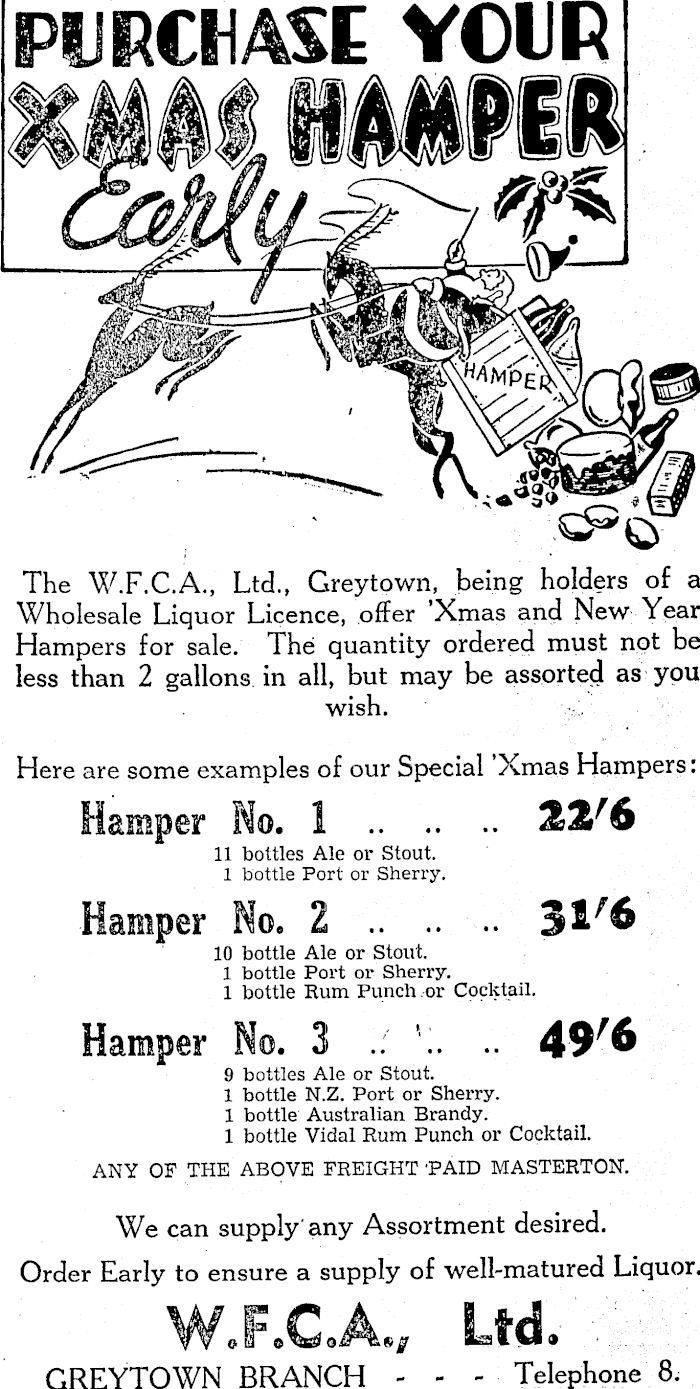 PURCHASE YOUR
XMAS HAMPER
Early
HAMPER
The W.F.C.A., Ltd., Greytown, being holders of a
Wholesale Liquor Licence, offer 'Xmas and New Year
Hampers for sale. The quantity ordered must not be
less than 2 gallons in all, but may be assorted as you
wish.
Here are some examples of our Special 'Xmas Hampers:
Hamper No. 1 .. .. .. 22/6
11 bottles Ale or Stout.
1 bottle Port or Sherry.
Hamper No. 2 .. .. .. 31/6
10 bottle Ale or Stout.
1 bottle Port or Sherry.
1 bottle Rum Punch or Cocktail.
Hamper No. 3 .. .. .. 49/6
9 bottles Ale or Stout.
1 bottle N.Z. Port or Sherry.
1 bottle Australian Brandy.
1 bottle Vidal Rum Punch or Cocktail.
ANY OF THE ABOVE FREIGHT PAID MASTERTON.
We can supply any Assortment desired.
Order Early to ensure a supply of well-matured Liquor.
W.F.C.A., Ltd.
GREYTOWN BRANCH - - - Telephone 8.